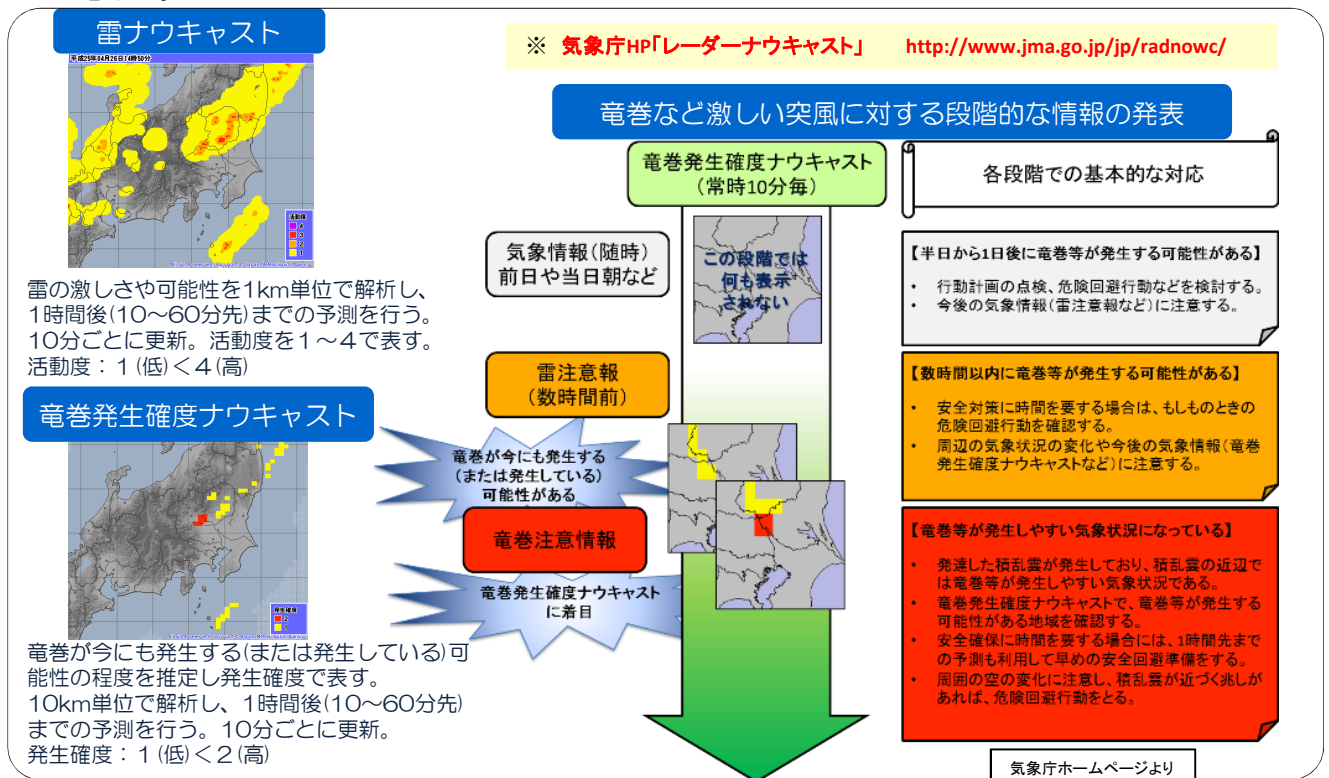 雷ナウキャスト
※ 気象庁HP「レーダーナウキャスト」 http://www.jma.go.jp/jp/radnowc/
平成25年04月26日14時50分
活動度
4
3
2
1
雷の激しさや可能性を1km単位で解析し、
1時間後(10～60分先)までの予測を行う。
10分ごとに更新。活動度を1～4で表す。
活動度：1(低)<4(高)
竜巻発生確度ナウキャスト
発生確度
2
1
竜巻が今にも発生する(または発生している)可
能性の程度を推定し発生確度で表す。
10km単位で解析し、1時間後(10～60分先)
までの予測を行う。10分ごとに更新。
発生確度：1(低)<2(高)
竜巻など激しい突風に対する段階的な情報の発表
竜巻発生確度ナウキャスト
(常時10分毎)
各段階での基本的な対応
気象情報(随時)
前日や当日朝など
この段階では
何も表示
されない
【半日から1日後に竜巻等が発生する可能性がある】
• 行動計画の点検、危険回避行動などを検討する。
• 今後の気象情報(雷注意報など)に注意する。
雷注意報
(数時間前)
【数時間以内に竜巻等が発生する可能性がある】
• 安全対策に時間を要する場合は、もしものときの
危険回避行動を確認する。
• 周辺の気象状況の変化や今後の気象情報(竜巻
発生確度ナウキャストなど)に注意する。
竜巻が今にも発生する
(または発生している)
可能性がある
竜巻注意情報
竜巻発生確度ナウキャスト
に着目
【竜巻等が発生しやすい気象状況になっている】
• 発達した積乱雲が発生しており、積乱雲の近辺で
は竜巻等が発生しやすい気象状況である。
• 竜巻発生確度ナウキャストで、竜巻等が発生する
可能性がある地域を確認する。
• 安全確保に時間を要する場合には、1時間先まで
の予測も利用して早めの安全回避準備をする。
• 周囲の空の変化に注意し、積乱雲が近づく兆しが
あれば、危険回避行動をとる。
気象庁ホームページより